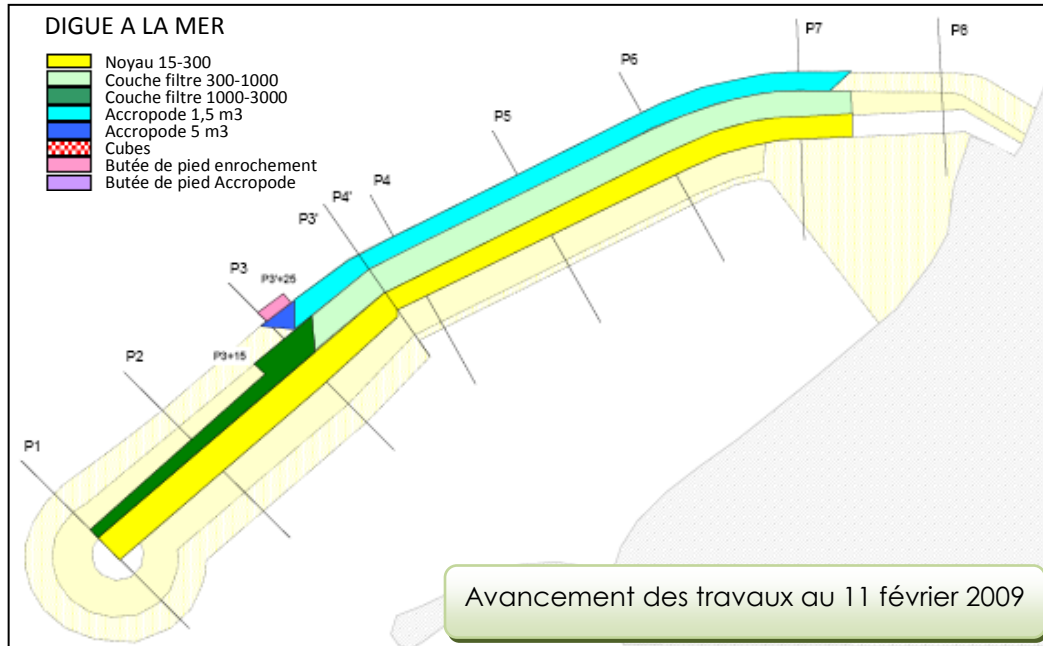 DIGUE A LA MER
Noyau 15-300
Couche filtre 300-1000
Couche filtre 1000-3000
Accropode 1,5 m3
Accropode 5 m3
Cubes
Butée de pied enrochement
Butée de pied Accropode
P7
P8
P6
P5
P4
P4'
P3'
P3
P3'+25
P3+15
P2
P1
Avancement des travaux au 11 février 2009